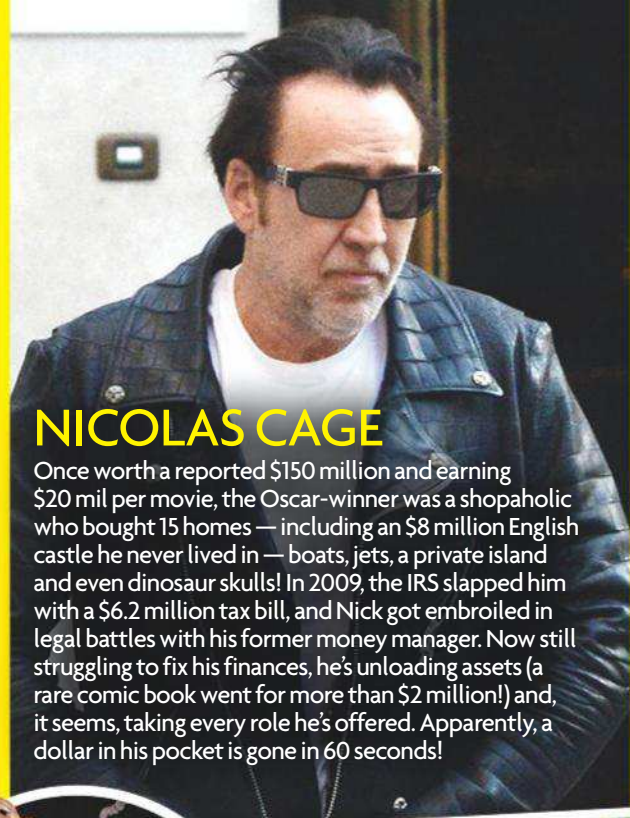 NICOLAS CAGE
Once worth a reported $150 million and earning
$20 mil per movie, the Oscar-winner was a shopaholic
who bought 15 homes — including an $8 million English
castle he never lived in — boats, jets, a private island
and even dinosaur skulls! In 2009, the IRS slapped him
with a $6.2 million tax bill, and Nick got embroiled in
legal battles with his former money manager. Now still
struggling to fix his finances, he’s unloading assets (a
rare comic book went for more than $2 million!) and,
it seems, taking every role he’s offered. Apparently, a
dollar in his pocket is gone in 60 seconds!